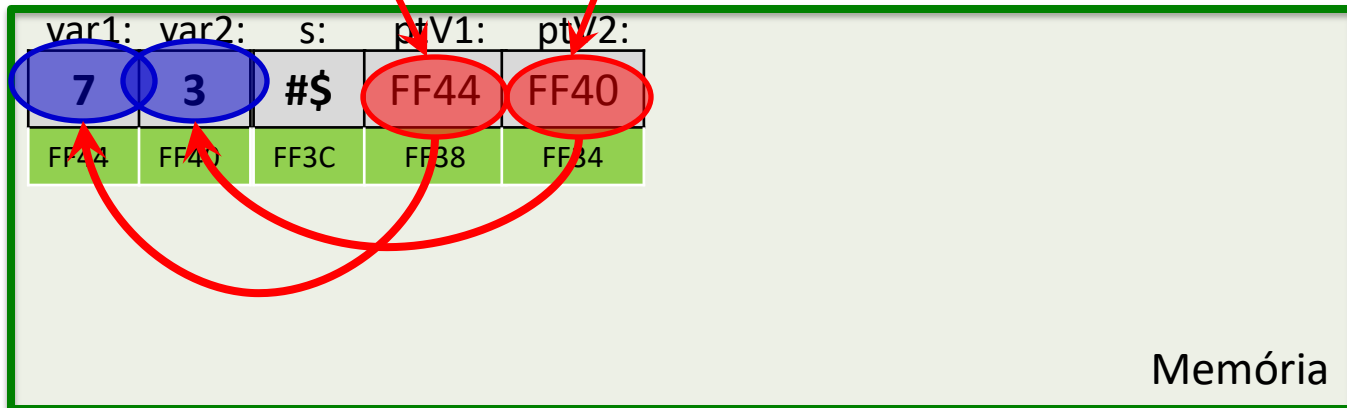 var1: var2: s: ptV1: ptV2:
7 3 #$ FF44 FF40
FF44 FF40 FF3C FF38 FF34
Memória